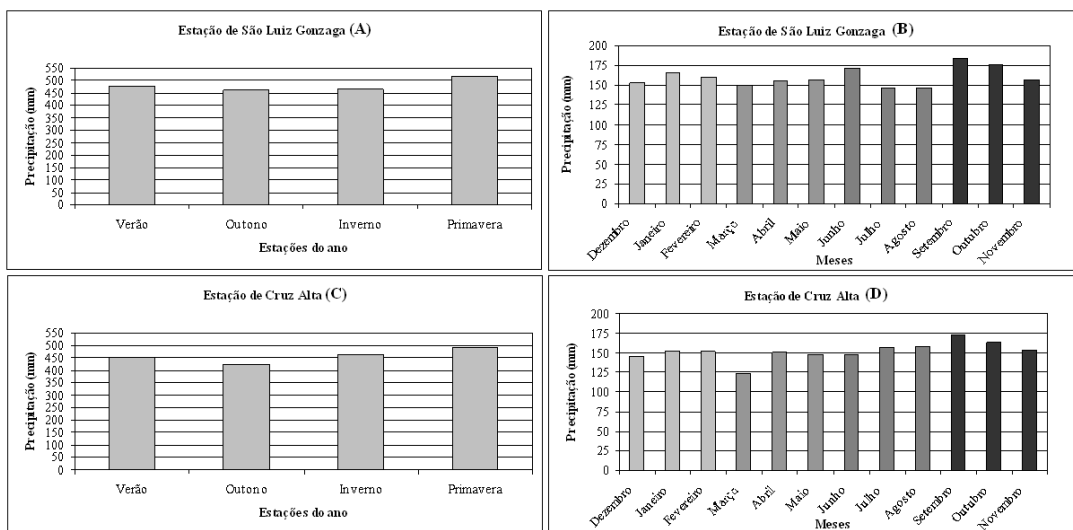 Estação de São Luiz Gonzaga (A)
Precipitação (mm)
550
500
450
400
350
300
250
200
150
100
50
0
Verão Outono Inverno Primavera
Estações do ano
Estação de São Luiz Gonzaga (B)
Precipitação (mm)
200
175
150
125
100
75
50
25
0
Dezembro Janeiro Fevereiro Março Abril Maio Junho Julho Agosto Setembro Outubro Novembro
Meses
Estação de Cruz Alta (C)
Precipitação (mm)
550
500
450
400
350
300
250
200
150
100
50
0
Verão Outono Inverno Primavera
Estações do ano
Estação de Cruz Alta (D)
Precipitação (mm)
200
175
150
125
100
75
50
25
0
Dezembro Janeiro Fevereiro Março Abril Maio Junho Julho Agosto Setembro Outubro Novembro
Meses